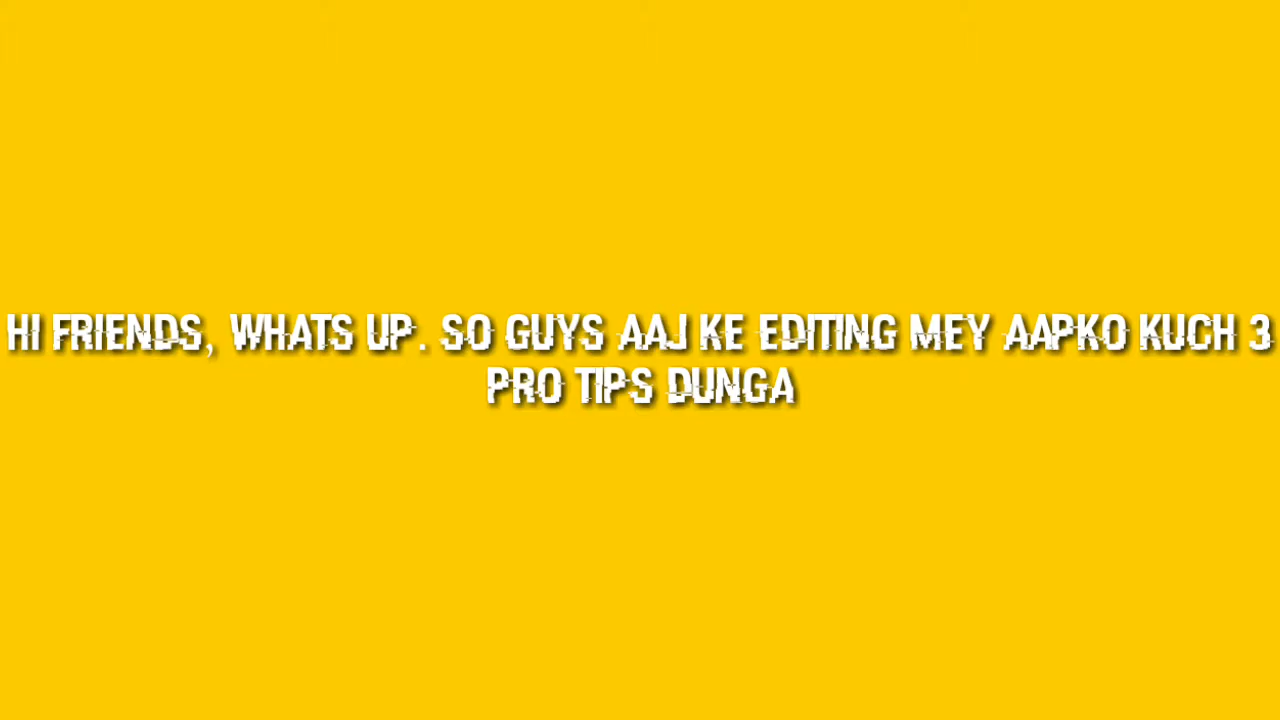 HI FRIENDS, WHATS UP. SO GUYS AAJ KE EDITING MEY AAPKO KUCH 3
PRO TIPS DUNGA